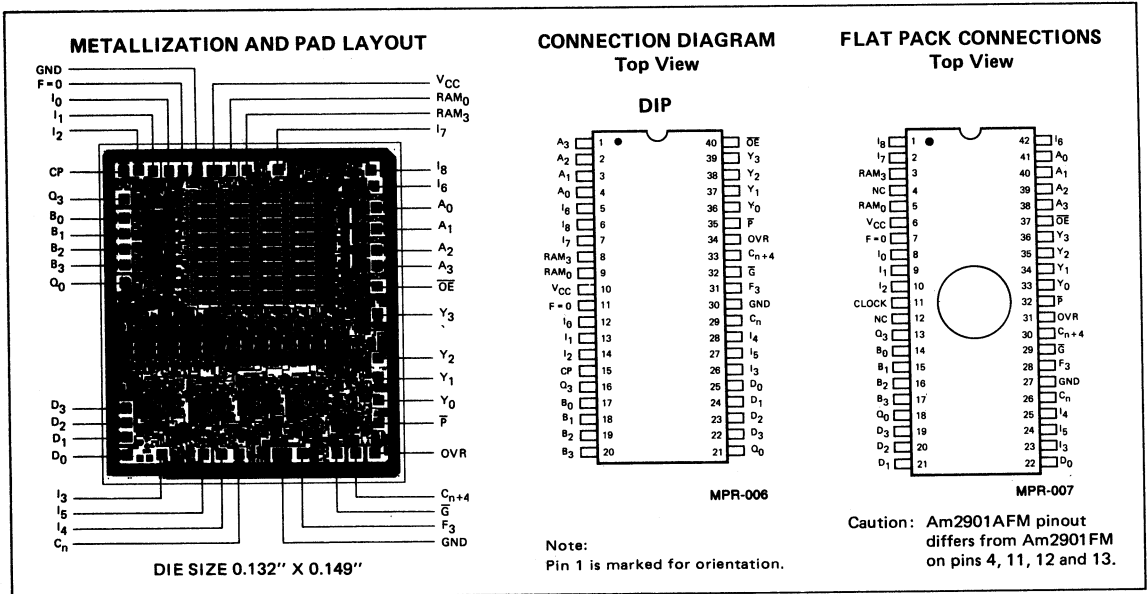 METALLIZATION AND PAD LAYOUT
GND
F=0
I0
I1
I2
CP
Q3
B0
B1
B2
B3
Q0
D3
D2
D1
D0
I3
I5
I4
Cn
VCC
RAM0
RAM3
I7
I8
I6
A0
A1
A2
A3
O̅E̅
Y3
Y2
Y1
Y0
P̅
OVR
Cn+4
G̅
F3
GND
DIE SIZE 0.132" X 0.149"
CONNECTION DIAGRAM
Top View
DIP
A3 1 40 O̅E̅
A2 2 39 Y3
A1 3 38 Y2
A0 4 37 Y1
I6 5 36 Y0
I8 6 35 P̅
I7 7 34 OVR
RAM3 8 33 Cn+4
RAM0 9 32 G̅
VCC 10 31 F3
F=0 11 30 GND
I0 12 29 Cn
I1 13 28 I4
I2 14 27 I5
CP 15 26 I3
Q3 16 25 D0
B0 17 24 D1
B1 18 23 D2
B2 19 22 D3
B3 20 21 Q0
MPR-006
Note:
Pin 1 is marked for orientation.
FLAT PACK CONNECTIONS
Top View
I8 1 42 I6
I7 2 41 A0
RAM3 3 40 A1
NC 4 39 A2
RAM0 5 38 A3
VCC 6 37 O̅E̅
F=0 7 36 Y3
I0 8 35 Y2
I1 9 34 Y1
I2 10 33 Y0
CLOCK 11 32 P̅
NC 12 31 OVR
Q3 13 30 Cn+4
B0 14 29 G̅
B1 15 28 F3
B2 16 27 GND
B3 17 26 Cn
Q0 18 25 I4
D3 19 24 I5
D2 20 23 I3
D1 21 22 D0
MPR-007
Caution: Am2901AFM pinout
differs from Am2901FM
on pins 4, 11, 12 and 13.